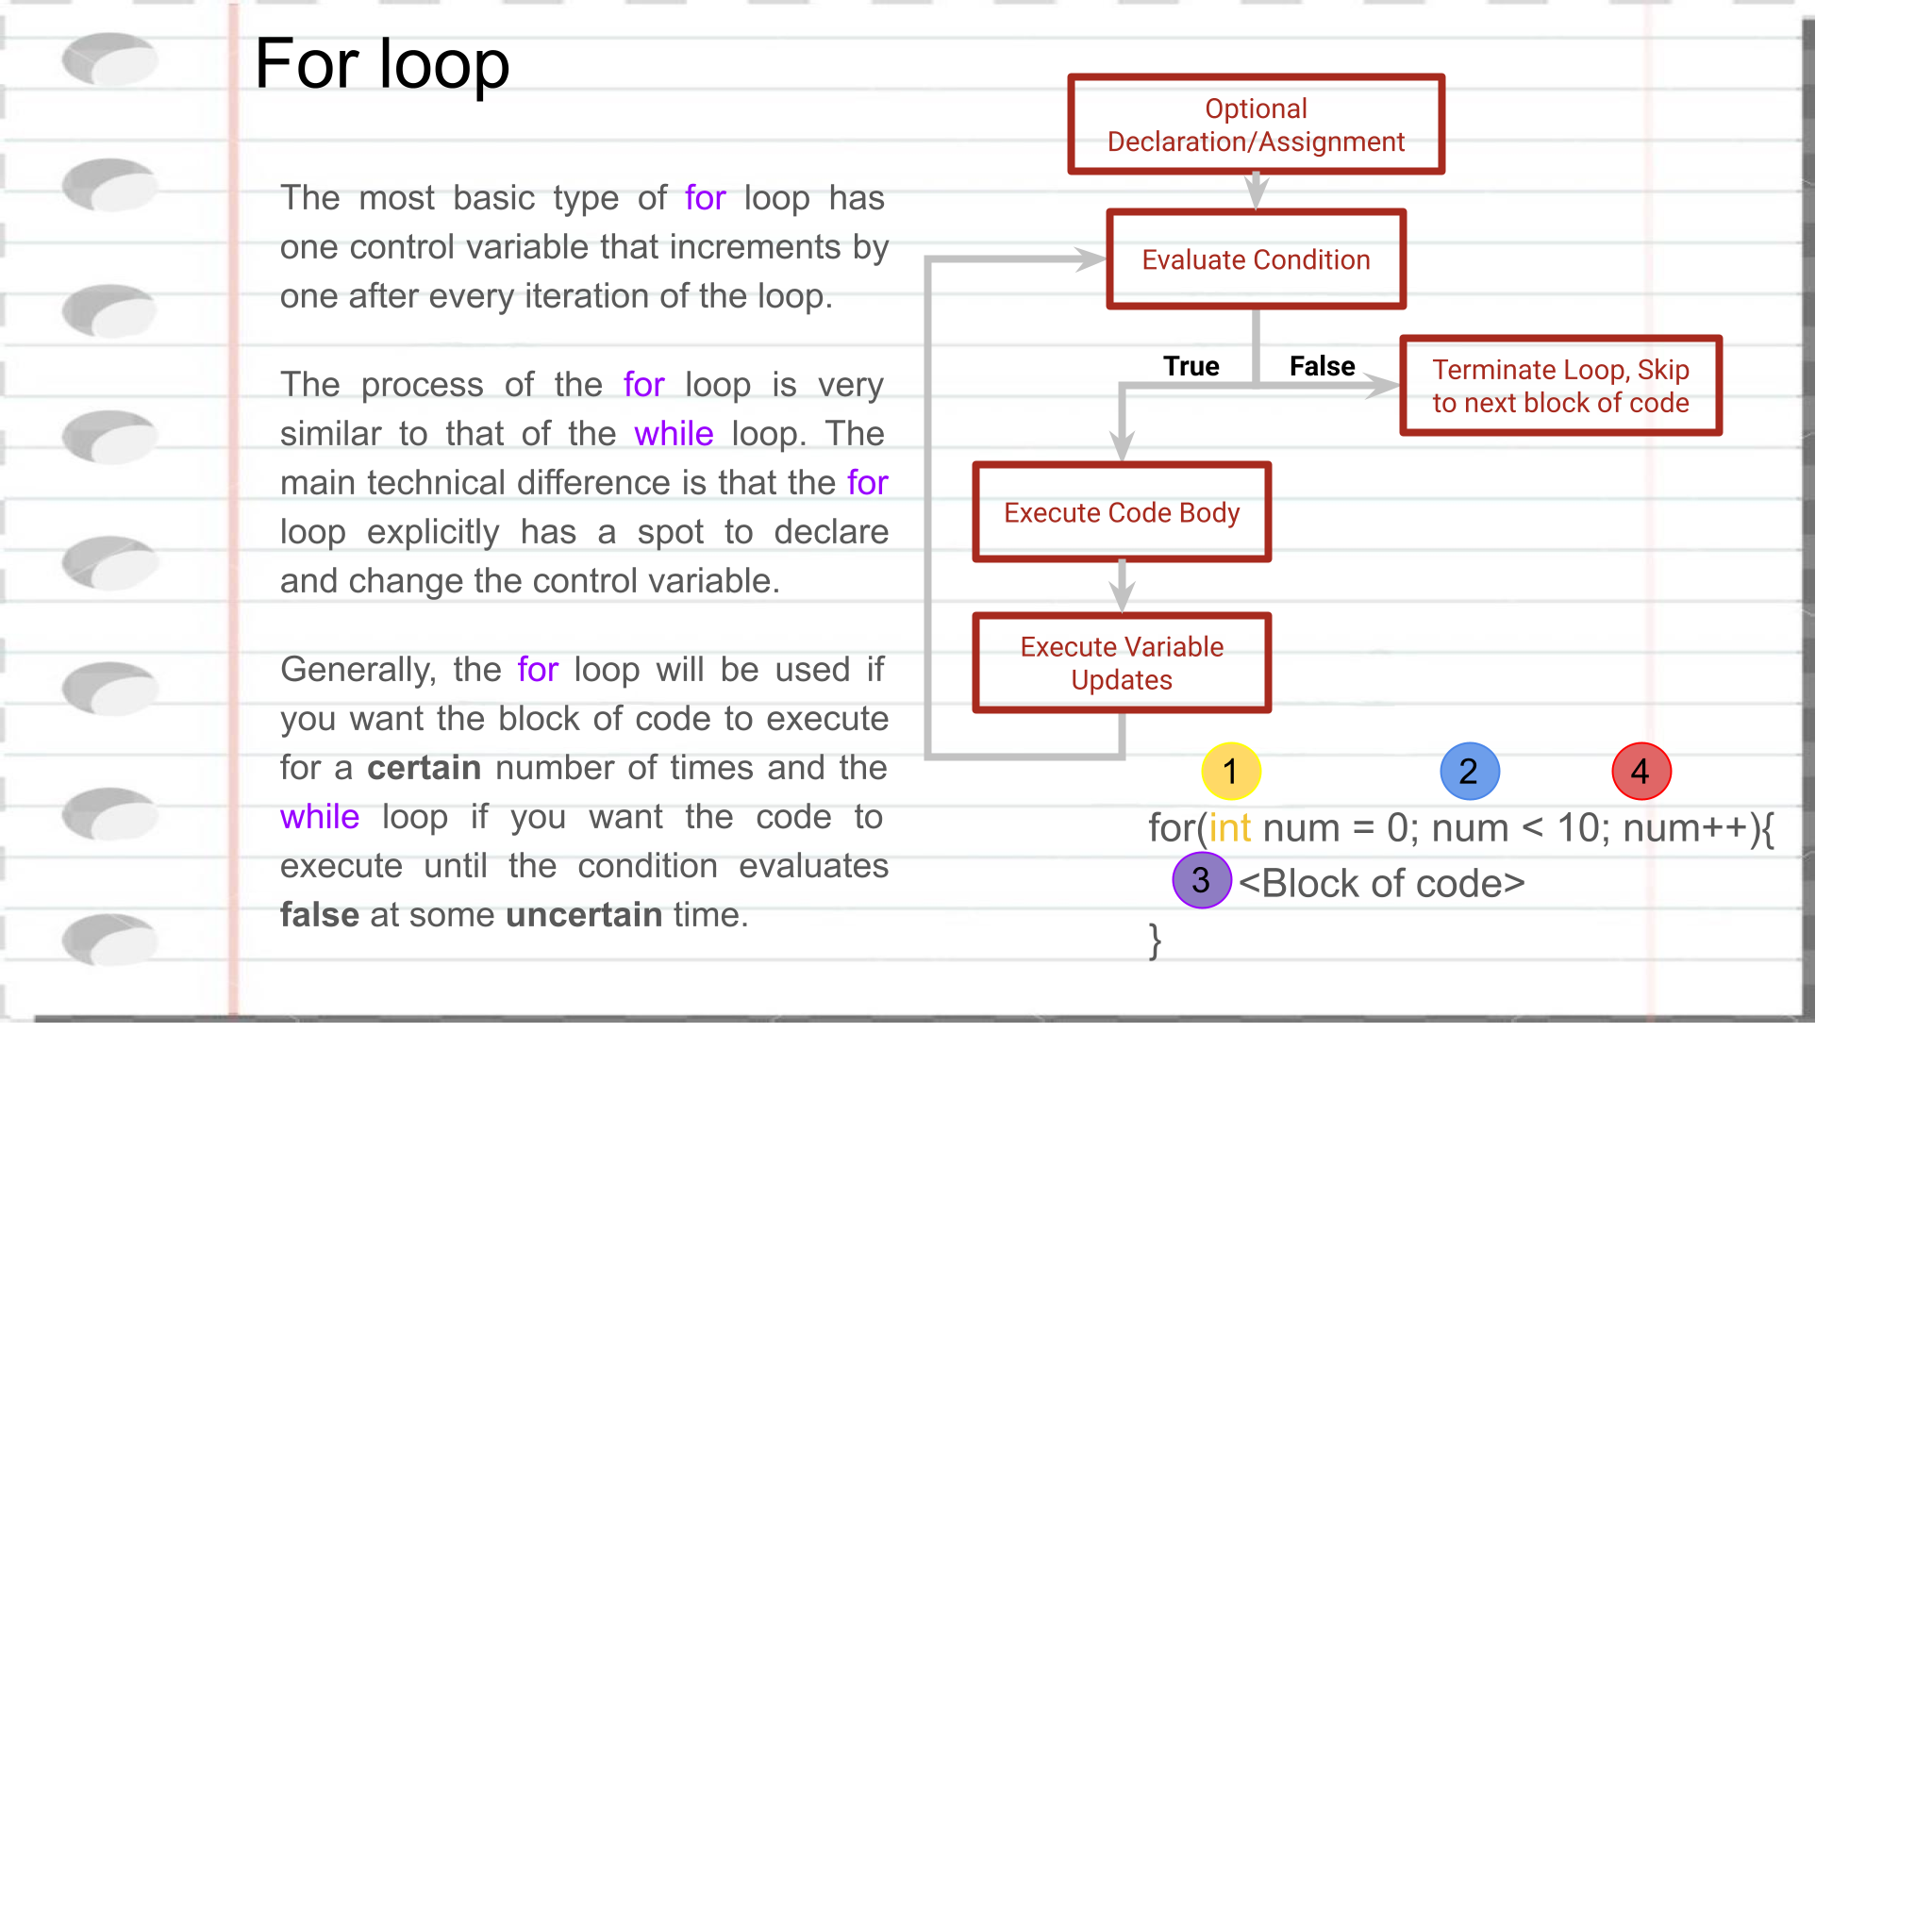 For loop
The most basic type of for loop has
one control variable that increments by
one after every iteration of the loop.
The process of the for loop is very
similar to that of the while loop. The
main technical difference is that the for
loop explicitly has a spot to declare
and change the control variable.
Generally, the for loop will be used if
you want the block of code to execute
for a certain number of times and the
while loop if you want the code to
execute until the condition evaluates
false at some uncertain time.
Optional
Declaration/Assignment
Evaluate Condition
True
False
Terminate Loop, Skip
to next block of code
Execute Code Body
Execute Variable
Updates
1 2 4
for(int num = 0; num < 10; num++){
3 <Block of code>
}